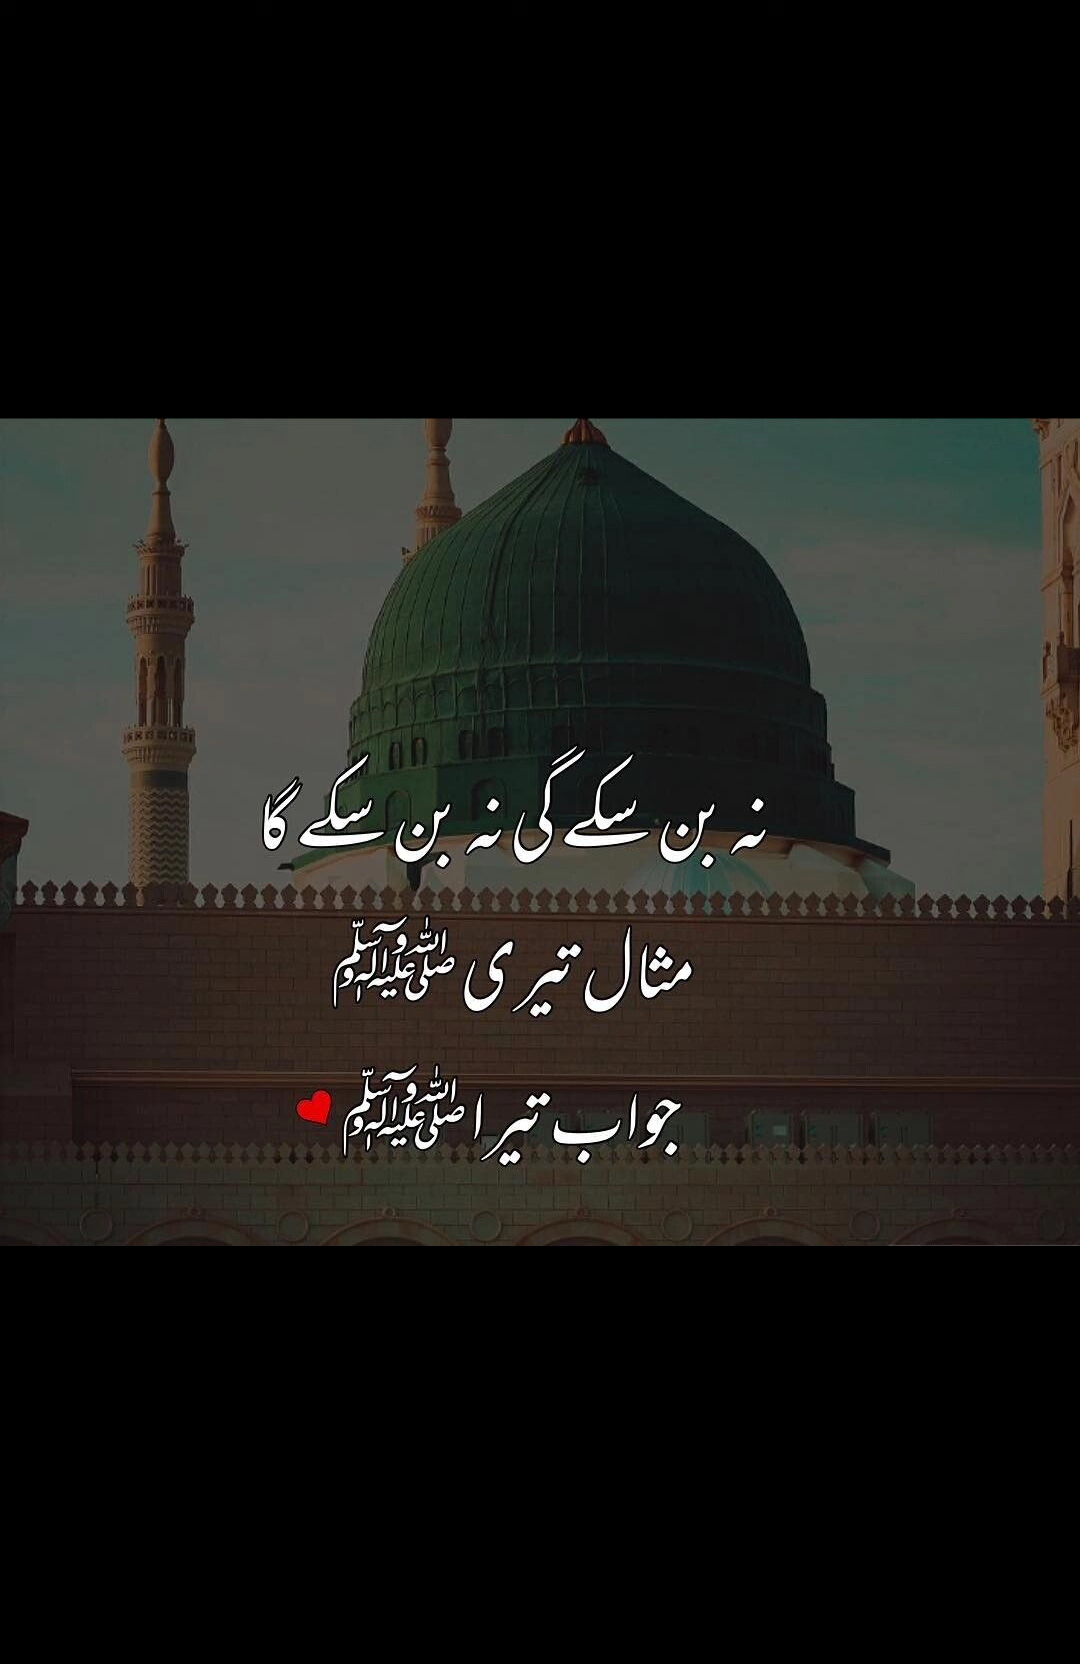 نہ بن سکے گی نہ بن سکے گا
مثال تیری ﷺ
جواب تیرا ﷺ ❤